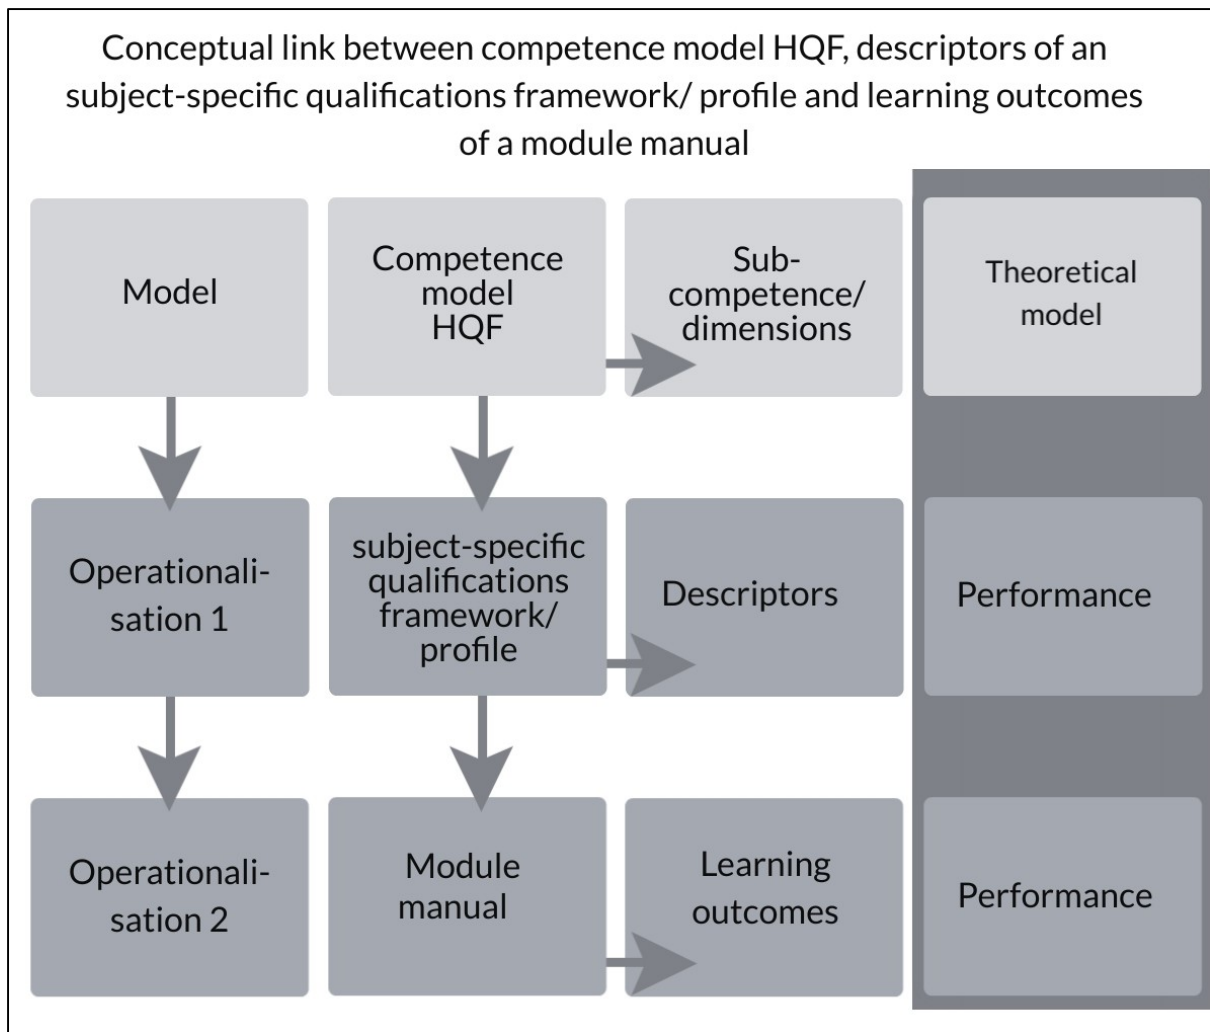 Conceptual link between competence model HQF, descriptors of an
subject-specific qualifications framework/ profile and learning outcomes
of a module manual
Model
Competence
model
HQF
Sub-
competence/
dimensions
Theoretical
model
Operationali-
sation 1
subject-specific
qualifications
framework/
profile
Descriptors
Performance
Operationali-
sation 2
Module
manual
Learning
outcomes
Performance